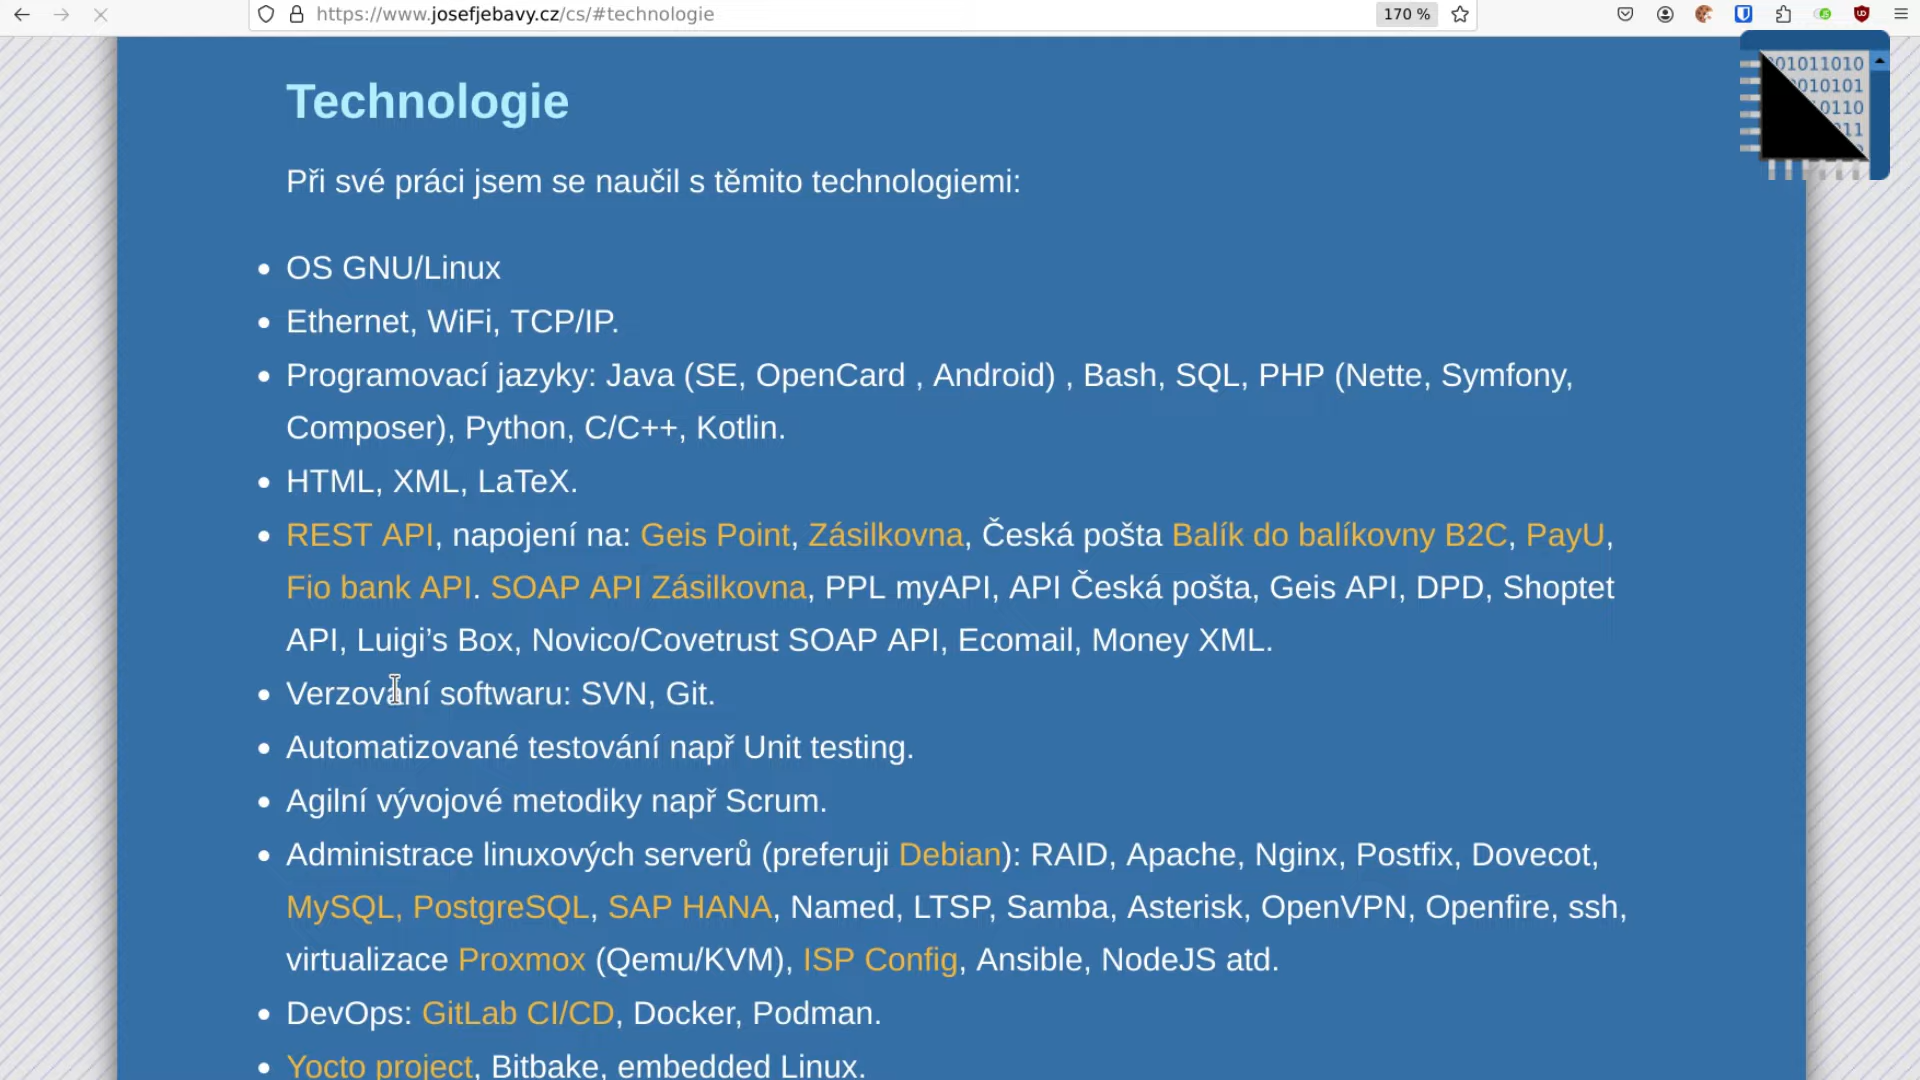 https://www.josefjebavy.cz/cs/#technologie
170 %
Technologie
Při své práci jsem se naučil s těmito technologiemi:
OS GNU/Linux
Ethernet, WiFi, TCP/IP.
Programovací jazyky: Java (SE, OpenCard , Android) , Bash, SQL, PHP (Nette, Symfony,
Composer), Python, C/C++, Kotlin.
HTML, XML, LaTeX.
REST API, napojení na: Geis Point, Zásilkovna, Česká pošta Balík do balíkovny B2C, PayU,
Fio bank API. SOAP API Zásilkovna, PPL myAPI, API Česká pošta, Geis API, DPD, Shoptet
API, Luigi’s Box, Novico/Covetrust SOAP API, Ecomail, Money XML.
Verzování softwaru: SVN, Git.
Automatizované testování např Unit testing.
Agilní vývojové metodiky např Scrum.
Administrace linuxových serverů (preferuji Debian): RAID, Apache, Nginx, Postfix, Dovecot,
MySQL, PostgreSQL, SAP HANA, Named, LTSP, Samba, Asterisk, OpenVPN, Openfire, ssh,
virtualizace Proxmox (Qemu/KVM), ISP Config, Ansible, NodeJS atd.
DevOps: GitLab CI/CD, Docker, Podman.
Yocto project, Bitbake, embedded Linux.